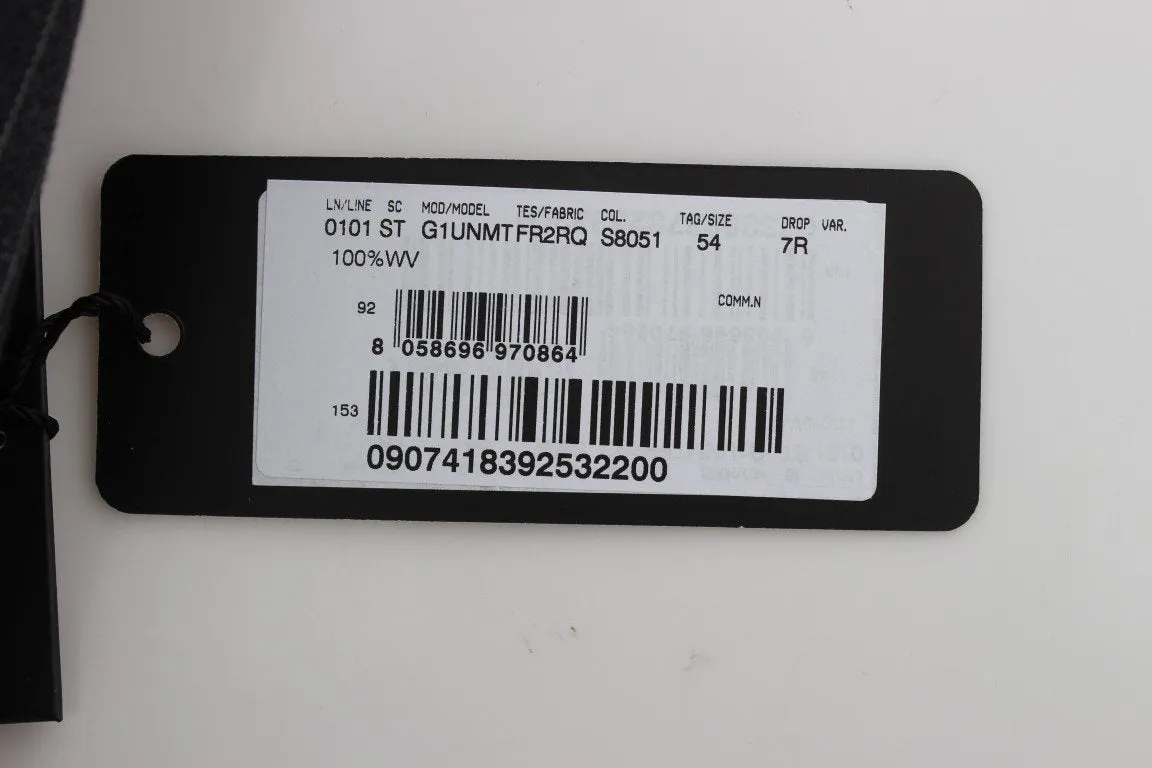 LN/LINE SC MOD/MODEL TES/FABRIC COL. TAG/SIZE DROP VAR.
0101 ST G1UNMT FR2RQ S8051 54 7R
100%WV
92 COMM.N
8 058696 970864
153
0907418392532200